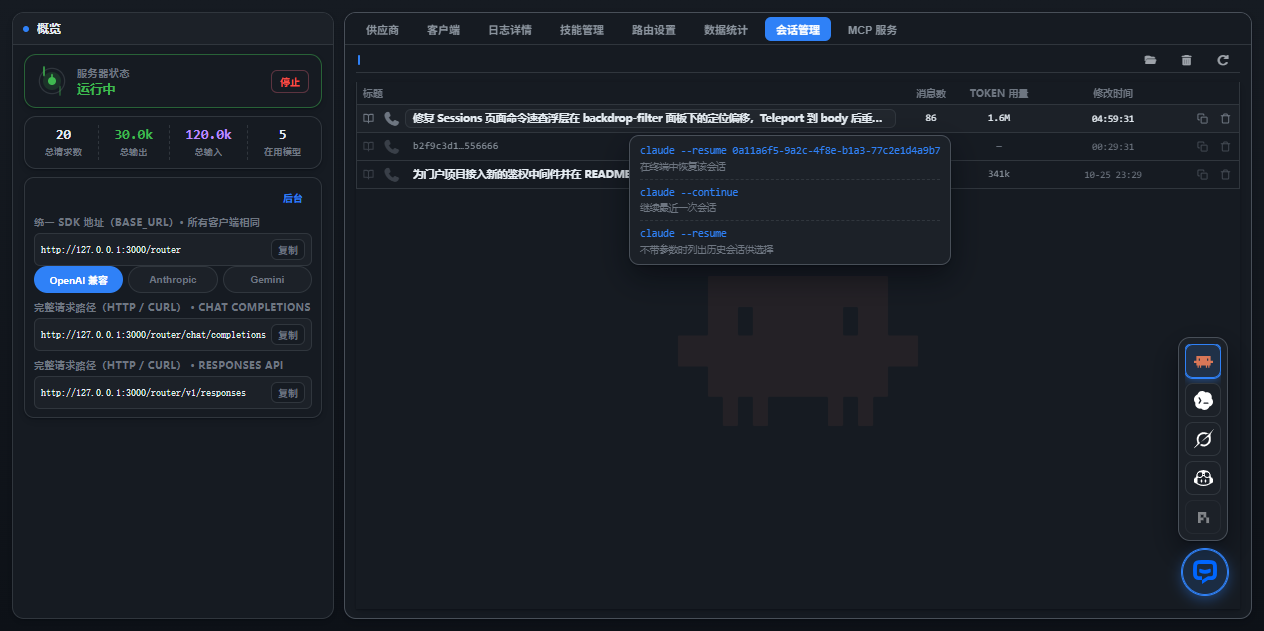 概览
服务器状态
运行中
停止
20
总请求数
30.0k
总输出
120.0k
总输入
5
在用模型
后台
统一 SDK 地址（BASE_URL）• 所有客户端相同
http://127.0.0.1:3000/router
复制
OpenAI 兼容
Anthropic
Gemini
完整请求路径（HTTP / CURL） • CHAT COMPLETIONS
http://127.0.0.1:3000/router/chat/completions
复制
完整请求路径（HTTP / CURL） • RESPONSES API
http://127.0.0.1:3000/router/v1/responses
复制
供应商 客户端 日志详情 技能管理 路由设置 数据统计 会话管理 MCP 服务
标题 消息数 TOKEN 用量 修改时间
修复 Sessions 页面命令速查浮层在 backdrop-filter 面板下的定位偏移，Teleport 到 body 后重... 86 1.6M 04:59:31
b2f9c3d1…556666 — 00:29:31
为门户项目接入新的鉴权中间件并在 README 341k 10-25 23:29
claude --resume 0a11a6f5-9a2c-4f8e-b1a3-77c2e1d4a9b7
在终端中恢复该会话
claude --continue
继续最近一次会话
claude --resume
不带参数时列出历史会话供选择